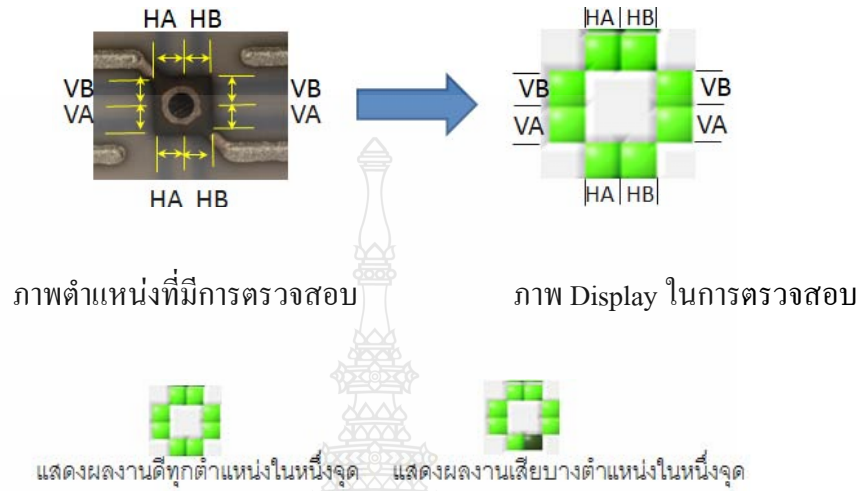 HA HB
HA HB
VB
VA
VB
VA
VB
VA
VB
VA
HA HB
HA HB
ภาพตำแหน่งที่มีการตรวจสอบ
ภาพ Display ในการตรวจสอบ
แสดงผลงานดีทุกตำแหน่งในหนึ่งจุด
แสดงผลงานเสียบางตำแหน่งในหนึ่งจุด